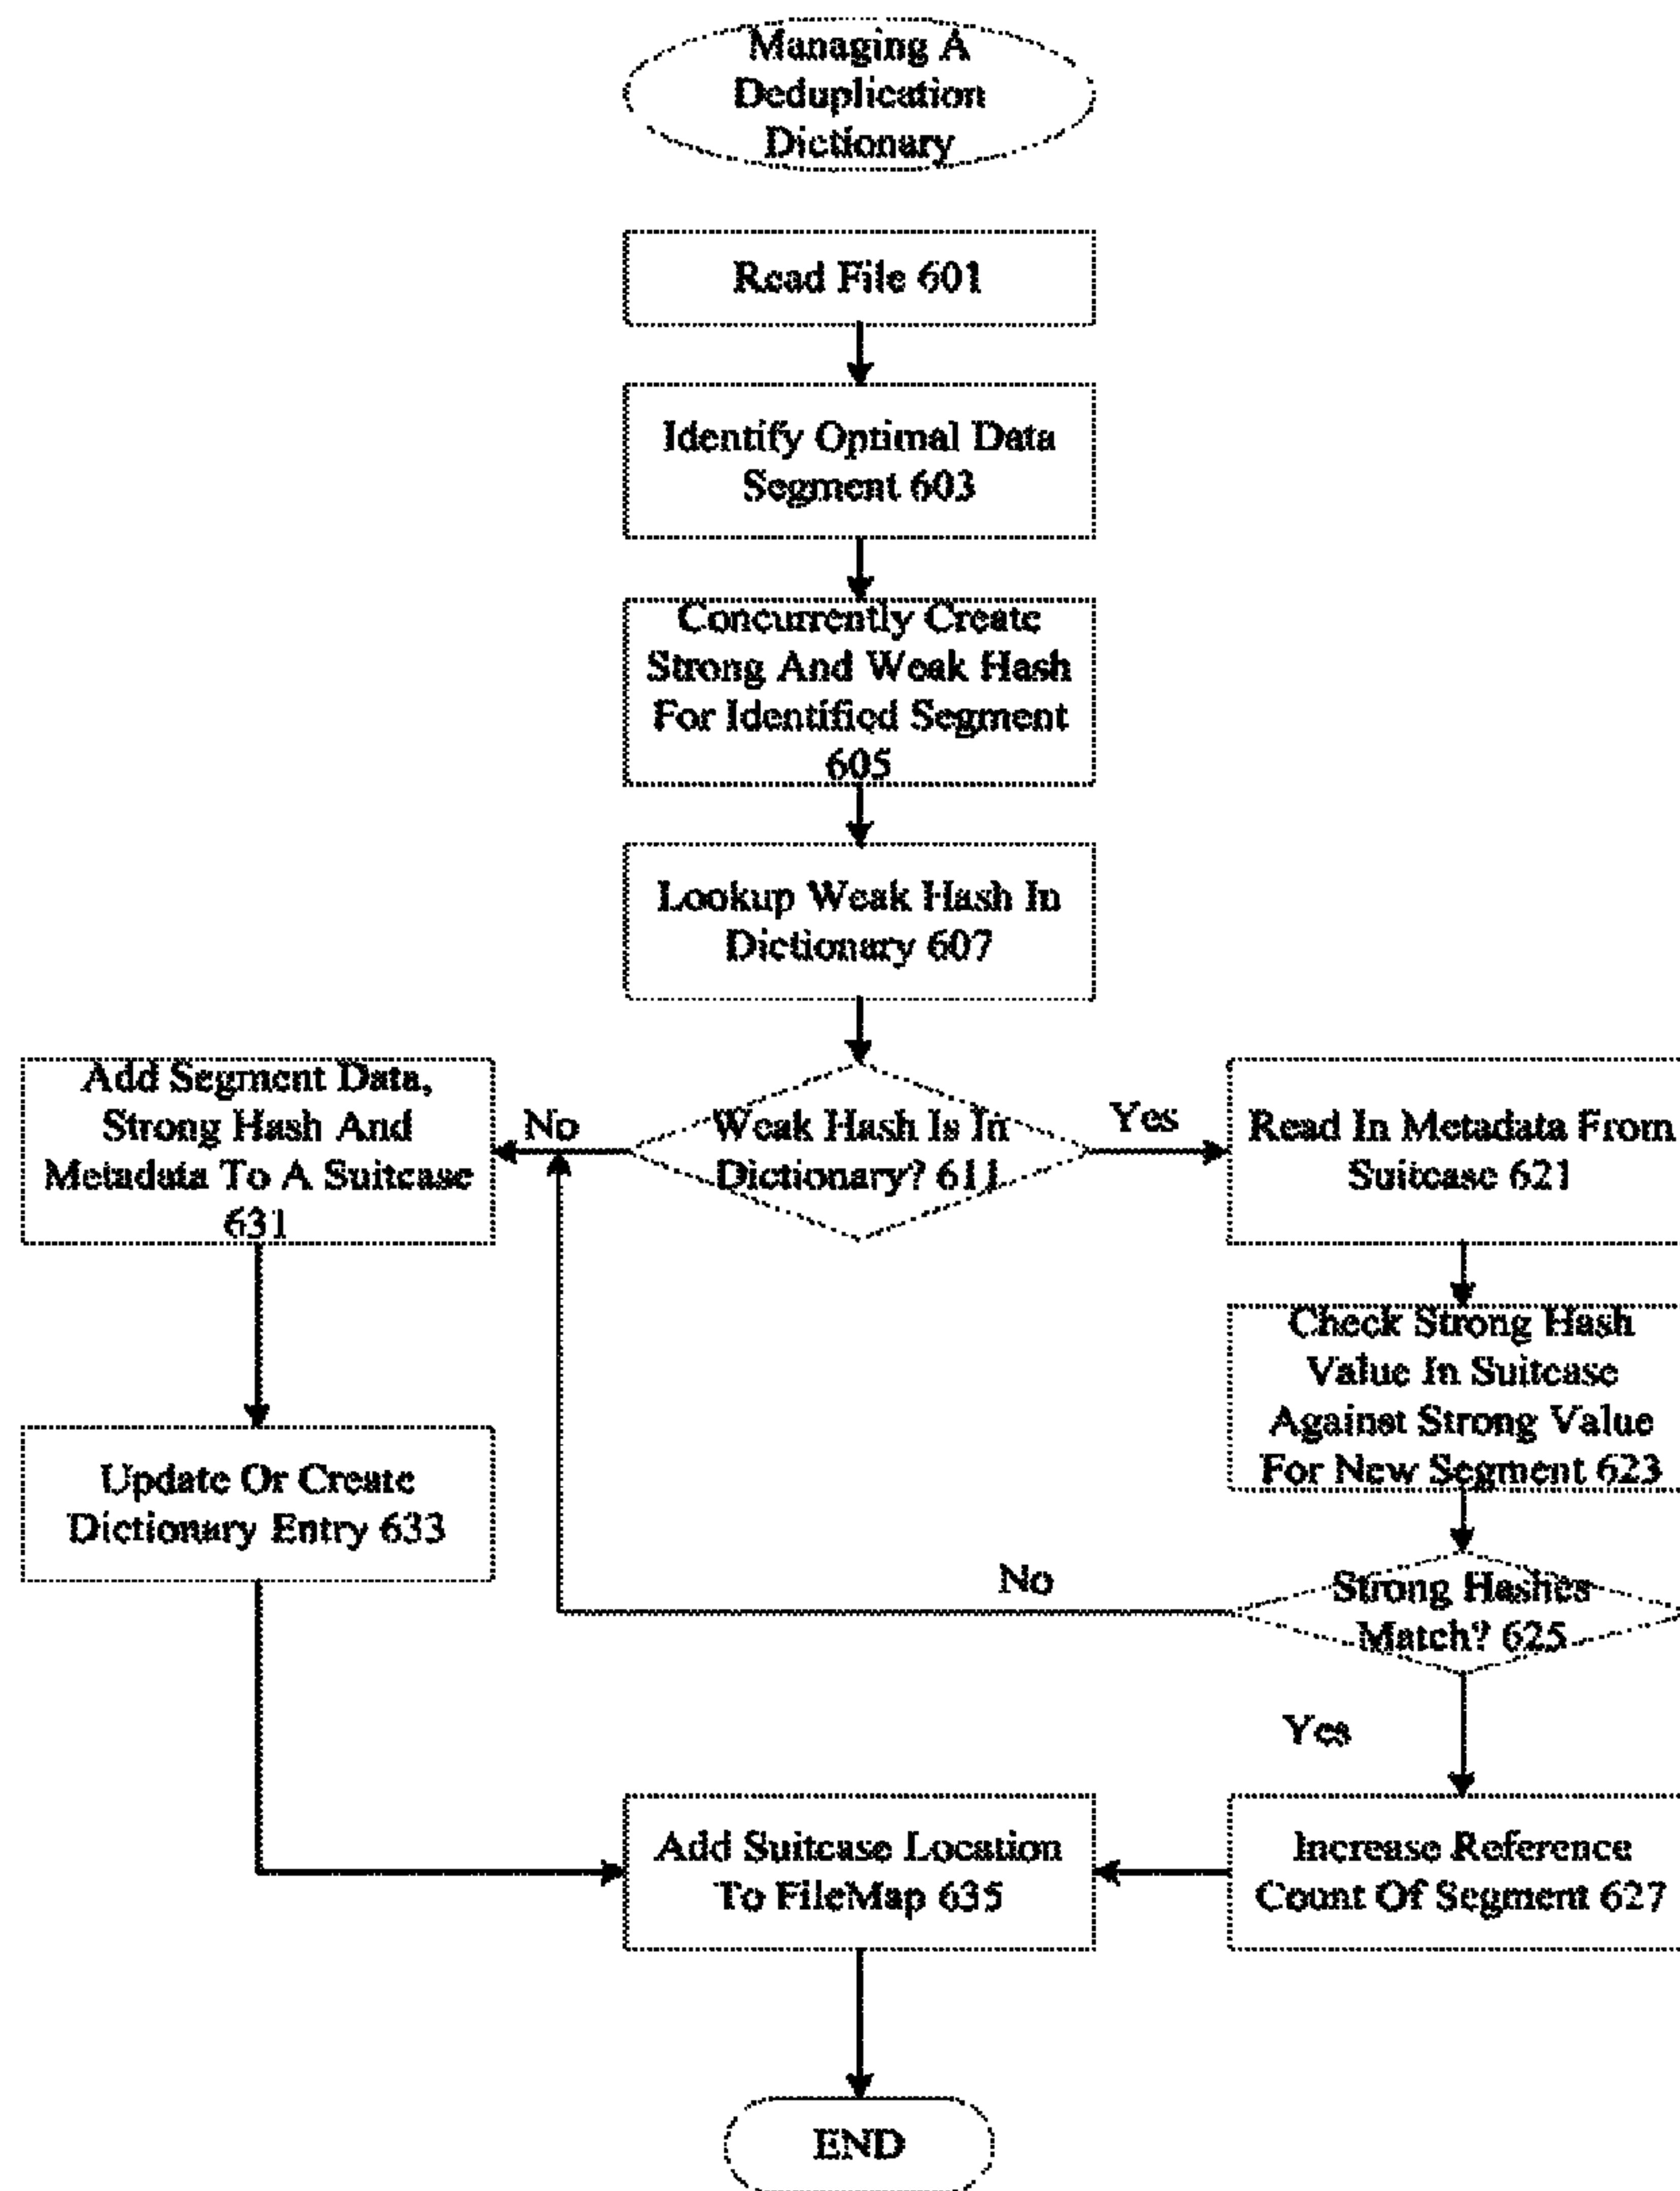 Managing A
Deduplication
Dictionary
Read File 601
Identify Optimal Data
Segment 603
Concurrently Create
Strong And Weak Hash
For Identified Segment
605
Lookup Weak Hash In
Dictionary 607
Weak Hash Is In
Dictionary? 611
No
Yes
Add Segment Data,
Strong Hash And
Metadata To A Suitcase
631
Read In Metadata From
Suitcase 621
Check Strong Hash
Value In Suitcase
Against Strong Value
For New Segment 623
Update Or Create
Dictionary Entry 633
Strong Hashes
Match? 625
No
Yes
Add Suitcase Location
To FileMap 635
Increase Reference
Count Of Segment 627
END